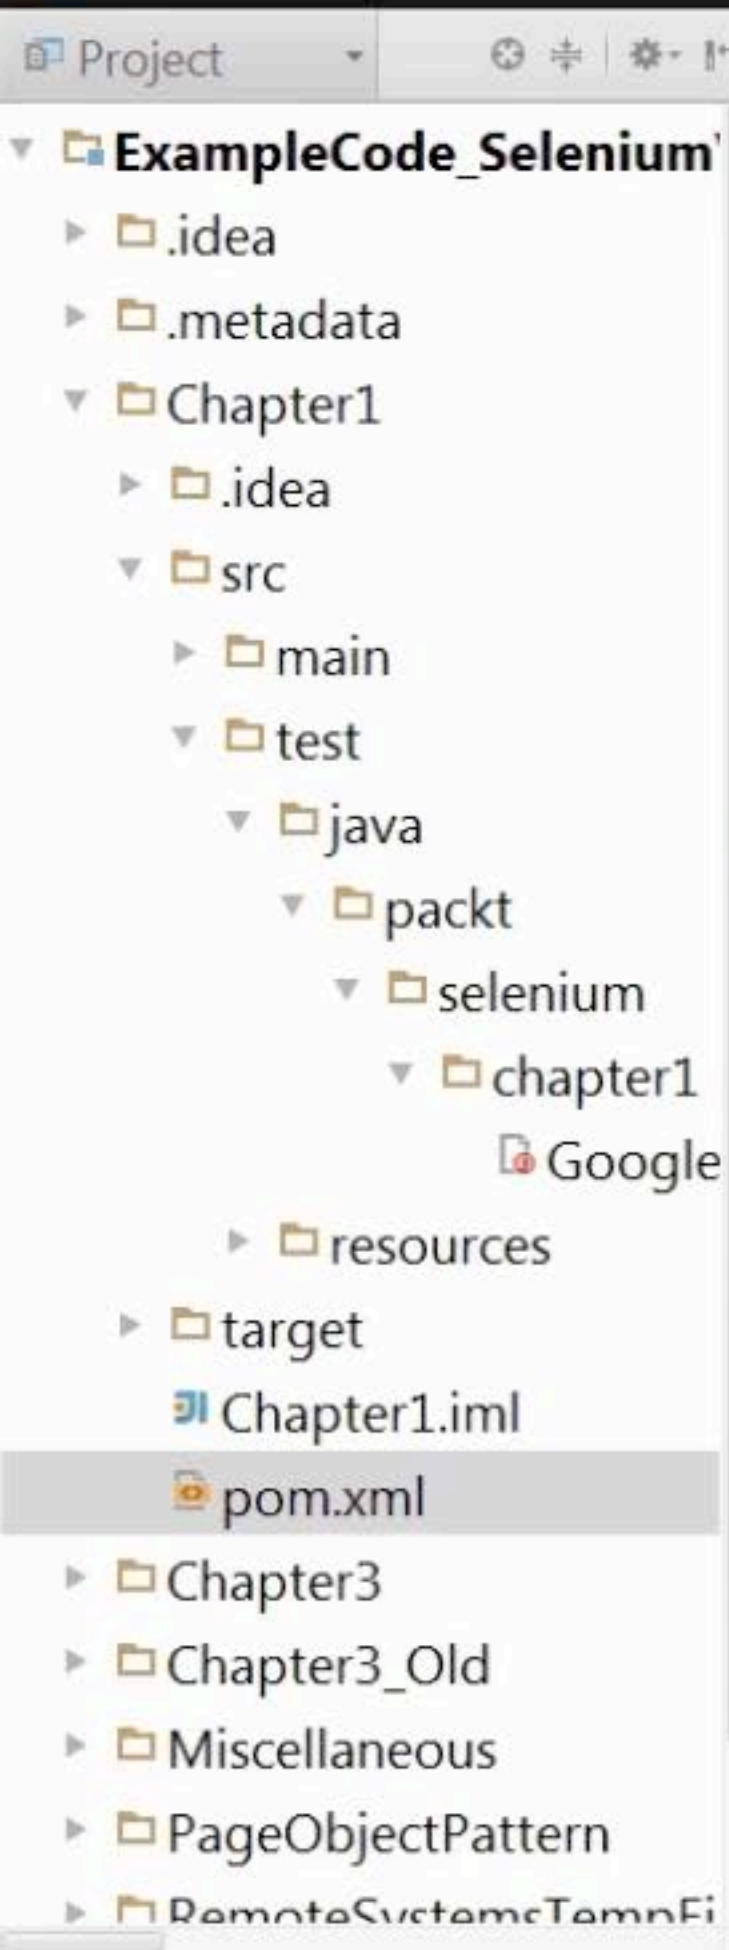 Project
ExampleCode_Selenium
.idea
.metadata
Chapter1
.idea
src
main
test
java
packt
selenium
chapter1
Google
resources
target
Chapter1.iml
pom.xml
Chapter3
Chapter3_Old
Miscellaneous
PageObjectPattern
RemoteSystemsTempFi